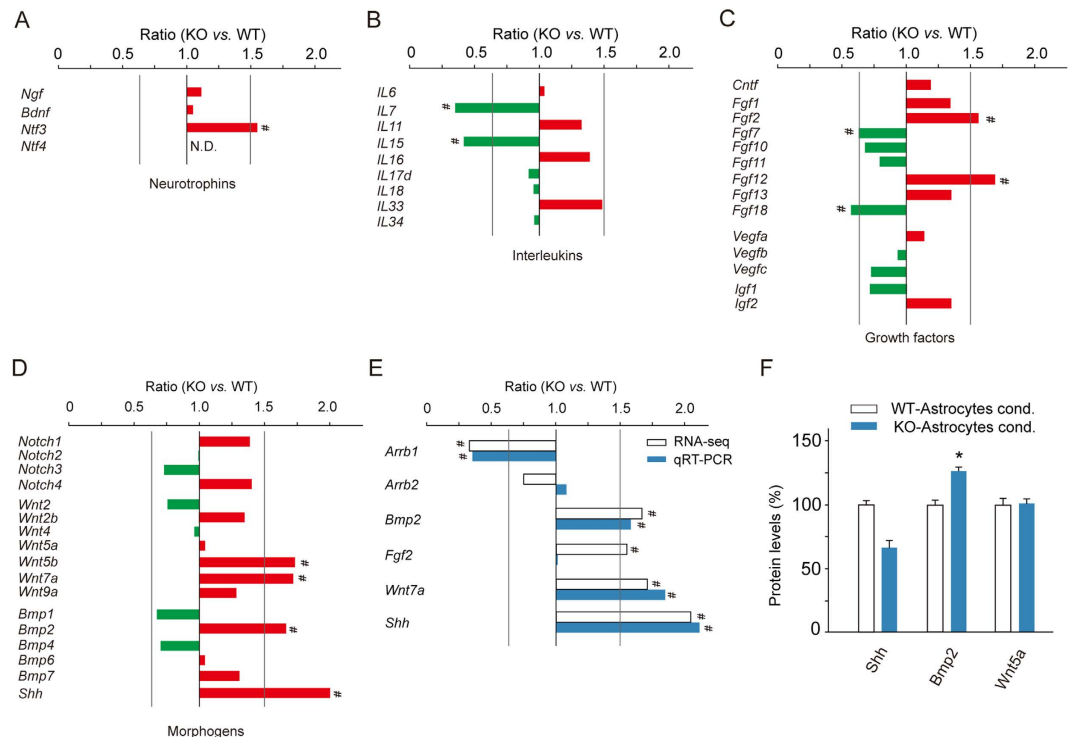 A
Ratio (KO vs. WT)
0 0.5 1.0 1.5 2.0
Ngf
Bdnf
Ntf3 #
Ntf4 N.D.
Neurotrophins
B
Ratio (KO vs. WT)
0 0.5 1.0 1.5 2.0
IL6
IL7 #
IL11
IL15 #
IL16
IL17d
IL18
IL33
IL34
Interleukins
C
Ratio (KO vs. WT)
0 0.5 1.0 1.5 2.0
Cntf
Fgf1
Fgf2 #
Fgf7 #
Fgf10
Fgf11
Fgf12 #
Fgf13
Fgf18 #
Vegfa
Vegfb
Vegfc
Igf1
Igf2
Growth factors
D
Ratio (KO vs. WT)
0 0.5 1.0 1.5 2.0
Notch1
Notch2
Notch3
Notch4
Wnt2
Wnt2b
Wnt4
Wnt5a
Wnt5b #
Wnt7a #
Wnt9a
Bmp1
Bmp2 #
Bmp4
Bmp6
Bmp7
Shh #
Morphogens
E
Ratio (KO vs. WT)
0 0.5 1.0 1.5 2.0
RNA-seq
qRT-PCR
Arrb1 # #
Arrb2
Bmp2 # #
Fgf2 #
Wnt7a # #
Shh # #
F
WT-Astrocytes cond.
KO-Astrocytes cond.
Protein levels (%)
150
125
100
75
50
0
*
Shh
Bmp2
Wnt5a